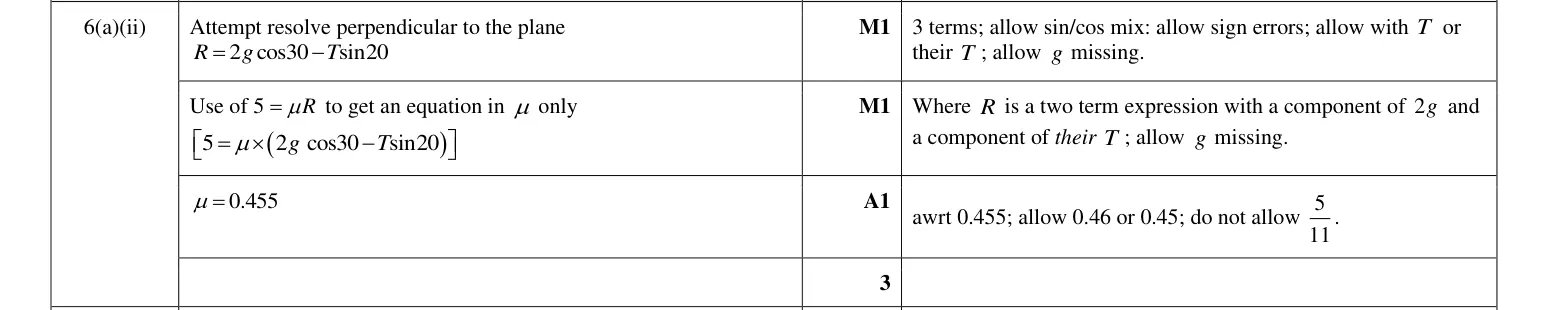 6(a)(ii) Attempt resolve perpendicular to the plane M1 3 terms; allow sin/cos mix: allow sign errors; allow with T or
R = 2g cos30 − Tsin20 their T ; allow g missing.
Use of 5 = μR to get an equation in μ only M1 Where R is a two term expression with a component of 2g and
[5 = μ×(2g cos30 − Tsin20)] a component of their T ; allow g missing.
μ = 0.455 A1
awrt 0.455; allow 0.46 or 0.45; do not allow 5/11.
3